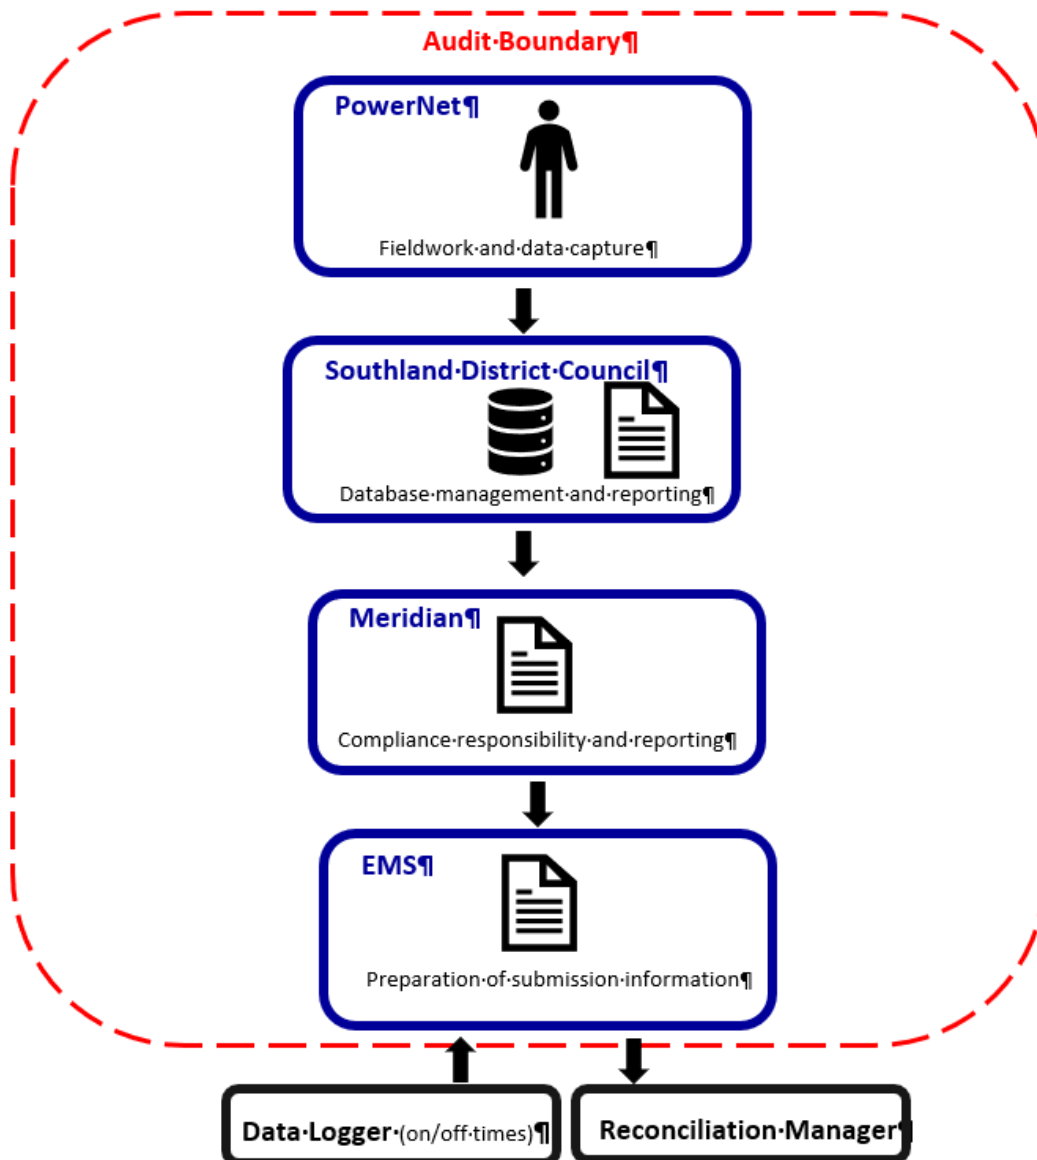 Audit·Boundary¶
PowerNet¶
Fieldwork·and·data·capture¶
Southland·District·Council¶
Database·management·and·reporting¶
Meridian¶
Compliance·responsibility·and·reporting¶
EMS¶
Preparation·of·submission·information¶
Data·Logger·(on/off·times)¶
Reconciliation·Manager¶